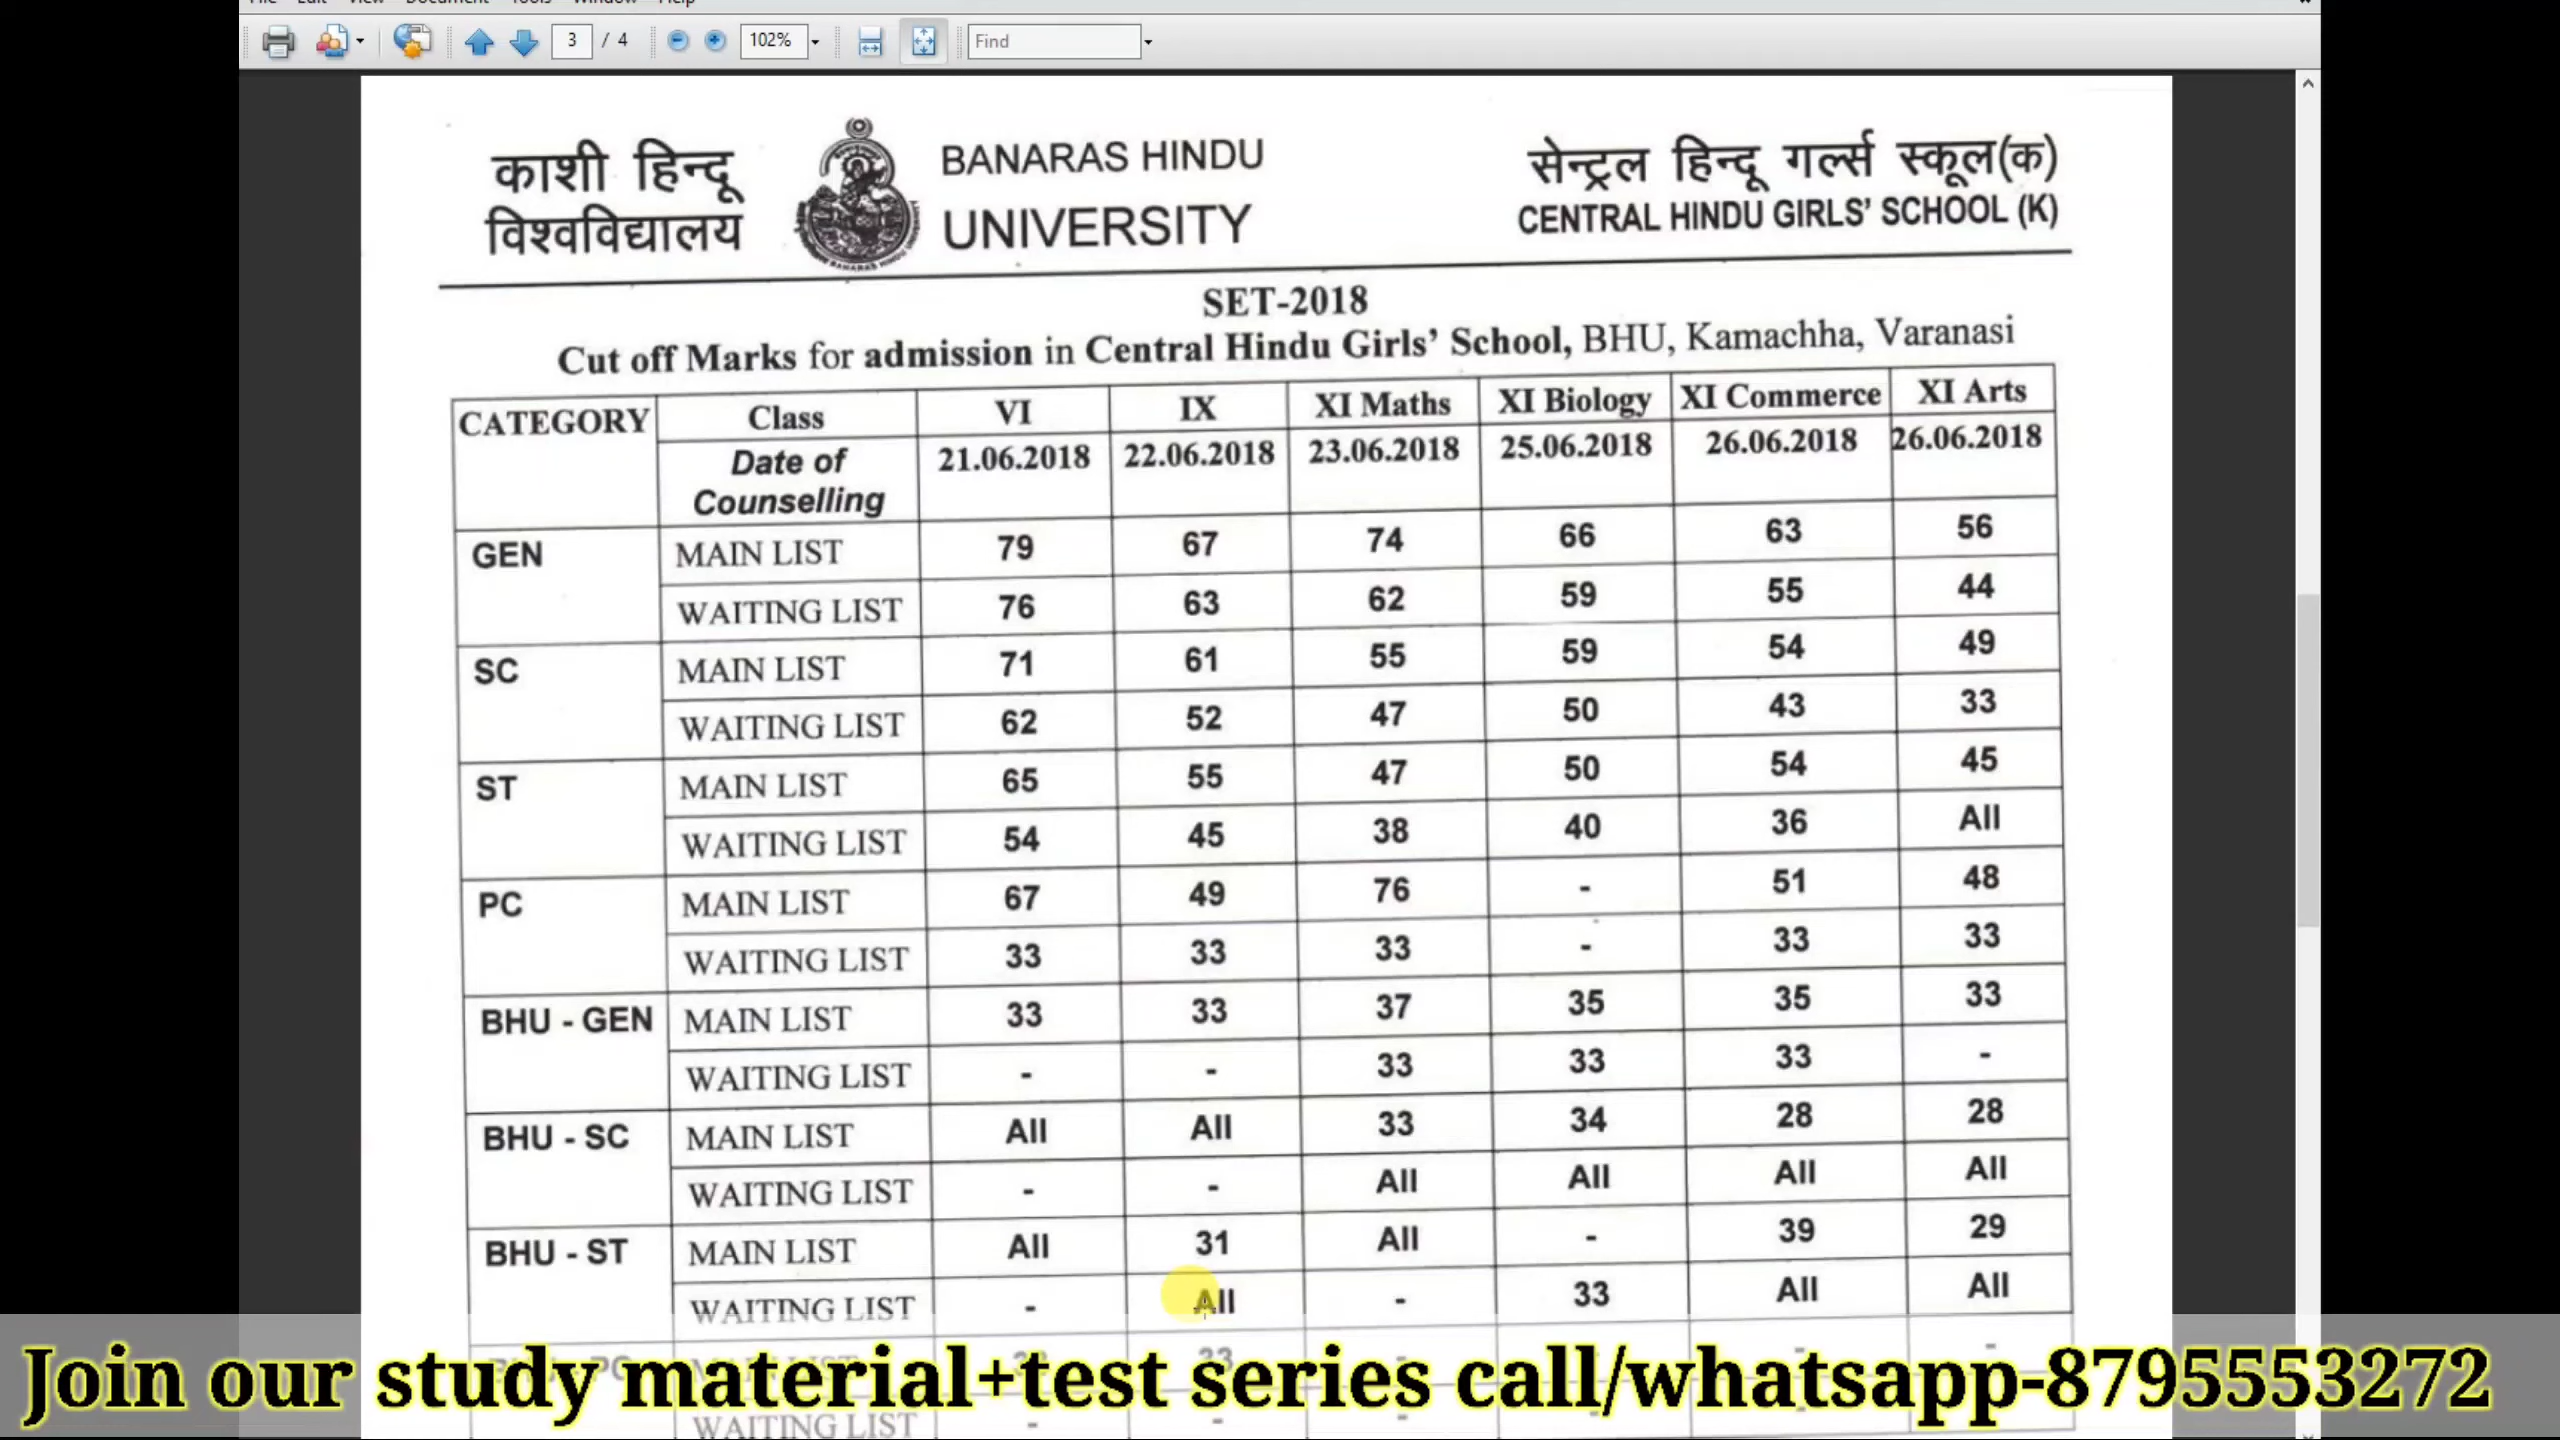 File Edit View Document Tools Window Help
3 / 4 102% Find
काशी हिन्दू
विश्वविद्यालय
BANARAS HINDU
UNIVERSITY
सेन्ट्रल हिन्दू गर्ल्स स्कूल(क)
CENTRAL HINDU GIRLS' SCHOOL (K)
SET-2018
Cut off Marks for admission in Central Hindu Girls' School, BHU, Kamachha, Varanasi
CATEGORY Class VI IX XI Maths XI Biology XI Commerce XI Arts
Date of Counselling 21.06.2018 22.06.2018 23.06.2018 25.06.2018 26.06.2018 26.06.2018
GEN MAIN LIST 79 67 74 66 63 56
WAITING LIST 76 63 62 59 55 44
SC MAIN LIST 71 61 55 59 54 49
WAITING LIST 62 52 47 50 43 33
ST MAIN LIST 65 55 47 50 54 45
WAITING LIST 54 45 38 40 36 All
PC MAIN LIST 67 49 76 - 51 48
WAITING LIST 33 33 33 - 33 33
BHU - GEN MAIN LIST 33 33 37 35 35 33
WAITING LIST - - 33 33 33 -
BHU - SC MAIN LIST All All 33 34 28 28
WAITING LIST - - All All All All
BHU - ST MAIN LIST All 31 All - 39 29
WAITING LIST - All - 33 All All
Join our study material+test series call/whatsapp-8795553272
WAITING LIST - -